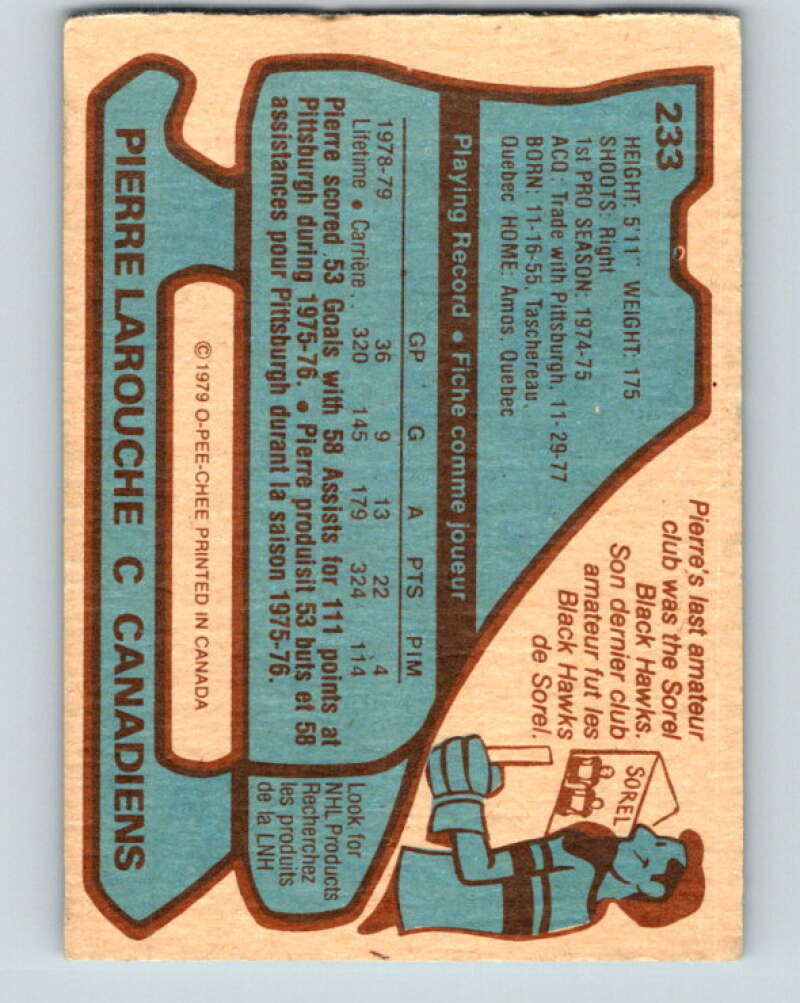 233
HEIGHT: 5'11" WEIGHT: 175
SHOOTS: Right
1st PRO SEASON: 1974-75
ACQ: Trade with Pittsburgh, 11-29-77
BORN: 11-16-55, Taschereau,
Quebec HOME: Amos, Quebec
Playing Record • Fiche comme joueur
GP G A PTS PIM
1978-79 36 9 13 22 4
Lifetime • Carrière .. 320 145 179 324 114
Pierre scored 53 Goals with 58 Assists for 111 points at
Pittsburgh during 1975-76. • Pierre produisit 53 buts et 58
assistances pour Pittsburgh durant la saison 1975-76.
Pierre's last amateur
club was the Sorel
Black Hawks.
Son dernier club
amateur fut les
Black Hawks
de Sorel.
SOREL
Look for
NHL Products
Recherchez
les produits
de la LNH
©1979 O-PEE-CHEE PRINTED IN CANADA
PIERRE LAROUCHE C CANADIENS